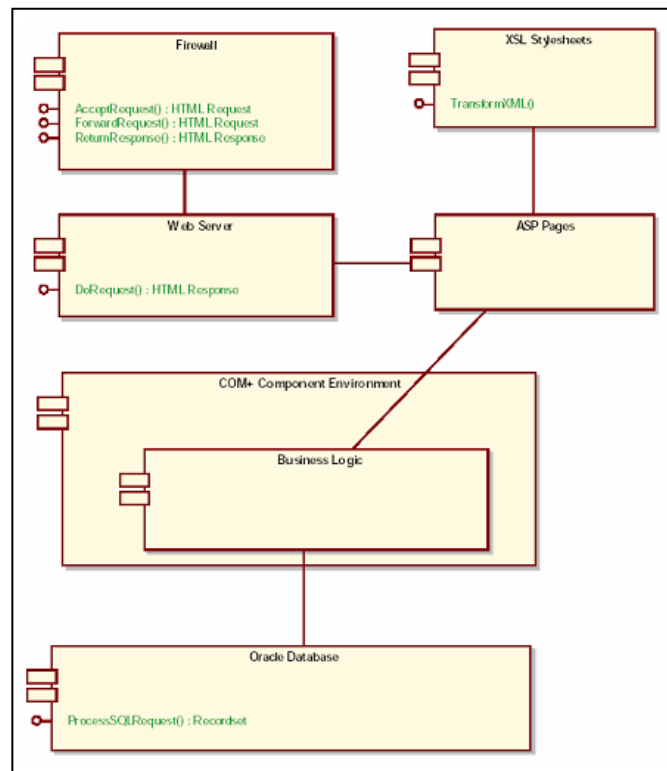 Firewall
AcceptRequest() : HTML Request
ForwardRequest() : HTML Request
ReturnResponse() : HTML Response
XSL Stylesheets
TransformXML()
Web Server
DoRequest() : HTML Response
ASP Pages
COM+ Component Environment
Business Logic
Oracle Database
ProcessSQLRequest() : Recordset